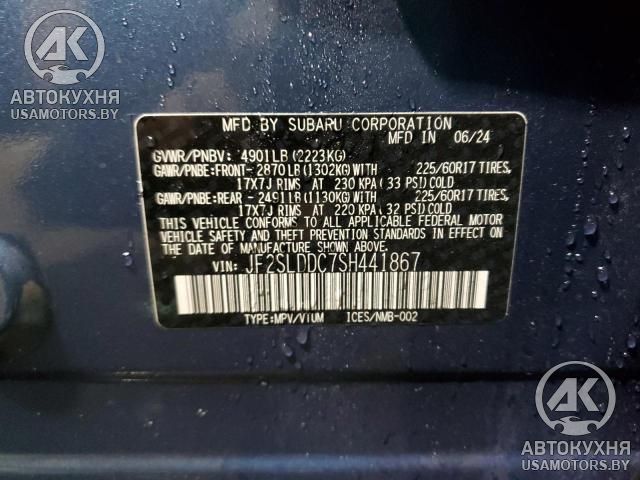 АК
АВТОКУХНЯ
USAMOTORS.BY
MFD BY SUBARU CORPORATION
MFD IN 06/24
GVWR/PNBV: 4901LB(2223KG)
GAWR/PNBE:FRONT- 2870LB(1302KG)WITH 225/60R17 TIRES,
17X7J RIMS AT 230 KPA(33 PSI)COLD
GAWR/PNBE:REAR - 2491LB(1130KG)WITH 225/60R17 TIRES,
17X7J RIMS AT 220 KPA(32 PSI)COLD
THIS VEHICLE CONFORMS TO ALL APPLICABLE FEDERAL MOTOR
VEHICLE SAFETY AND THEFT PREVENTION STANDARDS IN EFFECT
ON THE DATE OF MANUFACTURE SHOWN ABOVE.
VIN: JF2SLDDC7SH441867
TYPE:MPV/VTUM ICES/NMB-002
АК
АВТОКУХНЯ
USAMOTORS.BY